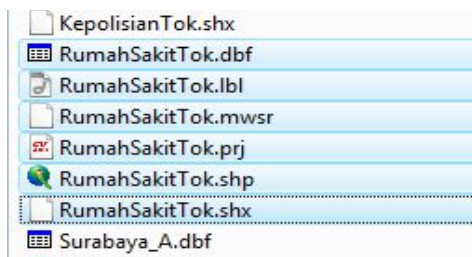 KepolisianTok.shx
RumahSakitTok.dbf
RumahSakitTok.lbl
RumahSakitTok.mwsr
RumahSakitTok.prj
RumahSakitTok.shp
RumahSakitTok.shx
Surabaya_A.dbf